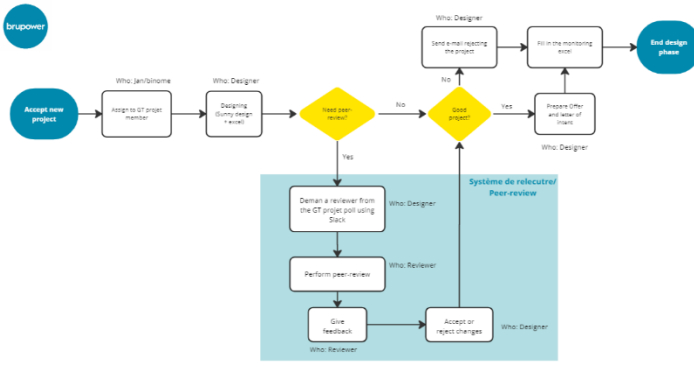 brupower
Who: Designer
Send e-mail rejecting
the project
Fill in the monitoring
excel
End design
phase
Who: Jan/binome
Who: Designer
No
Accept new
project
Assign to GT projet
member
Designing
(Sunny design
+ excel)
Need peer-
review?
No
Good
project?
Yes
Prepare Offer
and letter of
Intent
Who: Designer
Yes
Système de relecutre/
Peer-review
Deman a reviewer from
the GT projet poll using
Slack
Who: Designer
Perform peer-review
Who: Reviewer
Give
feedback
Accept or
reject changes
Who: Designer
Who: Reviewer